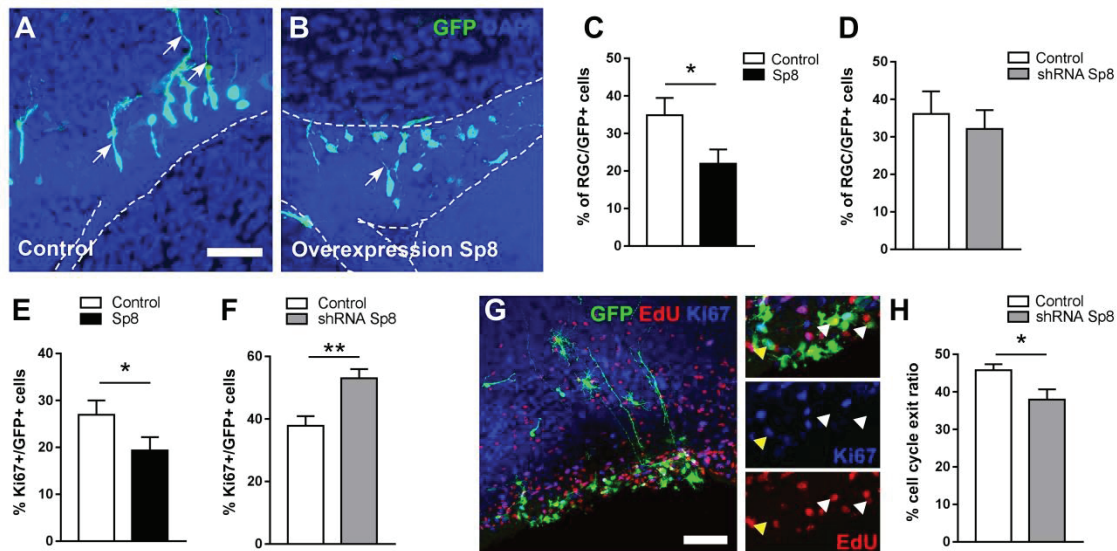 A
B
GFP DAPI
Control
Overexpression Sp8
C
Control
Sp8
*
% of RGC/GFP+ cells
50
40
30
20
10
0
D
Control
shRNA Sp8
% of RGC/GFP+ cells
50
40
30
20
10
0
E
Control
Sp8
*
% Ki67+/GFP+ cells
40
30
20
10
0
F
Control
shRNA Sp8
**
% Ki67+/GFP+ cells
60
40
20
0
G
GFP EdU Ki67
Ki67
EdU
H
Control
shRNA Sp8
*
% cell cycle exit ratio
50
40
30
20
10
0